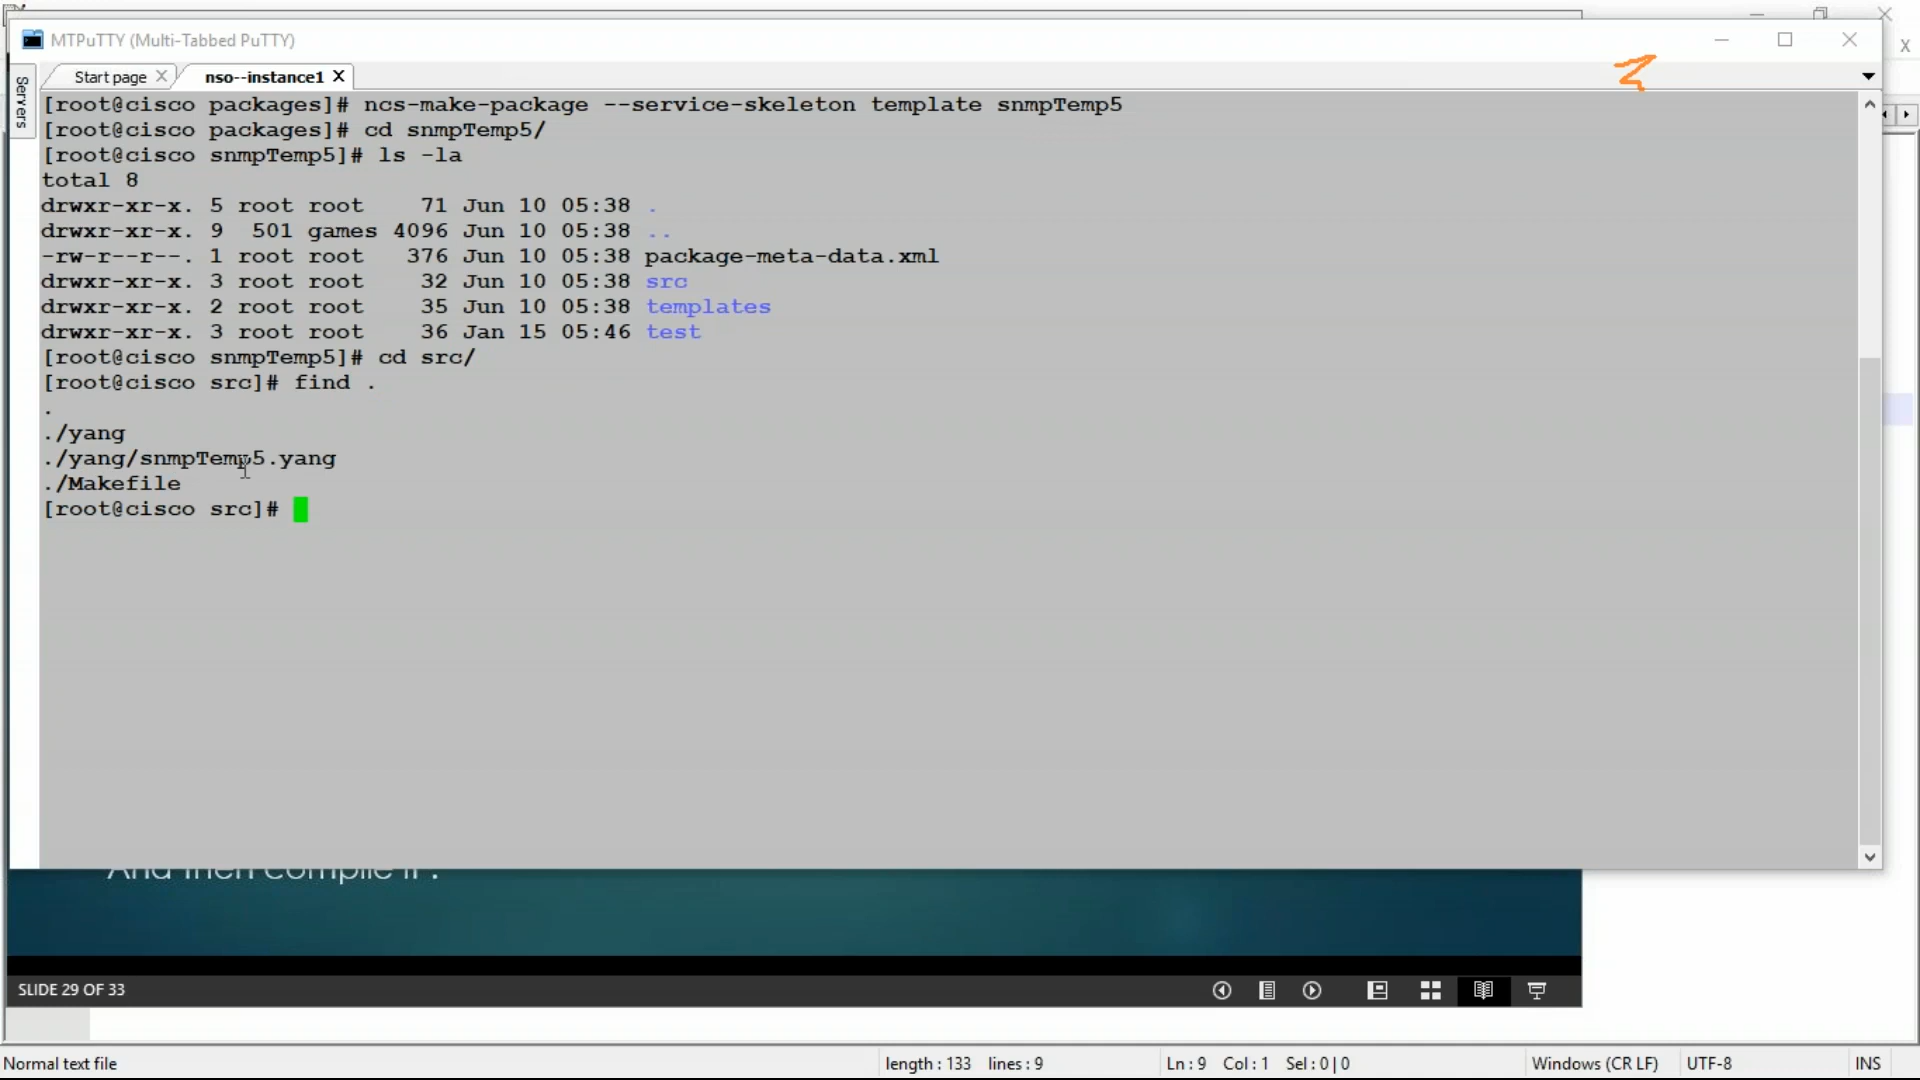 MTPuTTY (Multi-Tabbed PuTTY)
Servers
Start page
nso--instance1
[root@cisco packages]# ncs-make-package --service-skeleton template snmpTemp5
[root@cisco packages]# cd snmpTemp5/
[root@cisco snmpTemp5]# ls -la
total 8
drwxr-xr-x. 5 root root 71 Jun 10 05:38 .
drwxr-xr-x. 9 501 games 4096 Jun 10 05:38 ..
-rw-r--r--. 1 root root 376 Jun 10 05:38 package-meta-data.xml
drwxr-xr-x. 3 root root 32 Jun 10 05:38 src
drwxr-xr-x. 2 root root 35 Jun 10 05:38 templates
drwxr-xr-x. 3 root root 36 Jan 15 05:46 test
[root@cisco snmpTemp5]# cd src/
[root@cisco src]# find .
.
./yang
./yang/snmpTemp5.yang
./Makefile
[root@cisco src]#
And then compile it .
SLIDE 29 OF 33
Normal text file
length : 133 lines : 9
Ln : 9 Col : 1 Sel : 0 | 0
Windows (CR LF)
UTF-8
INS